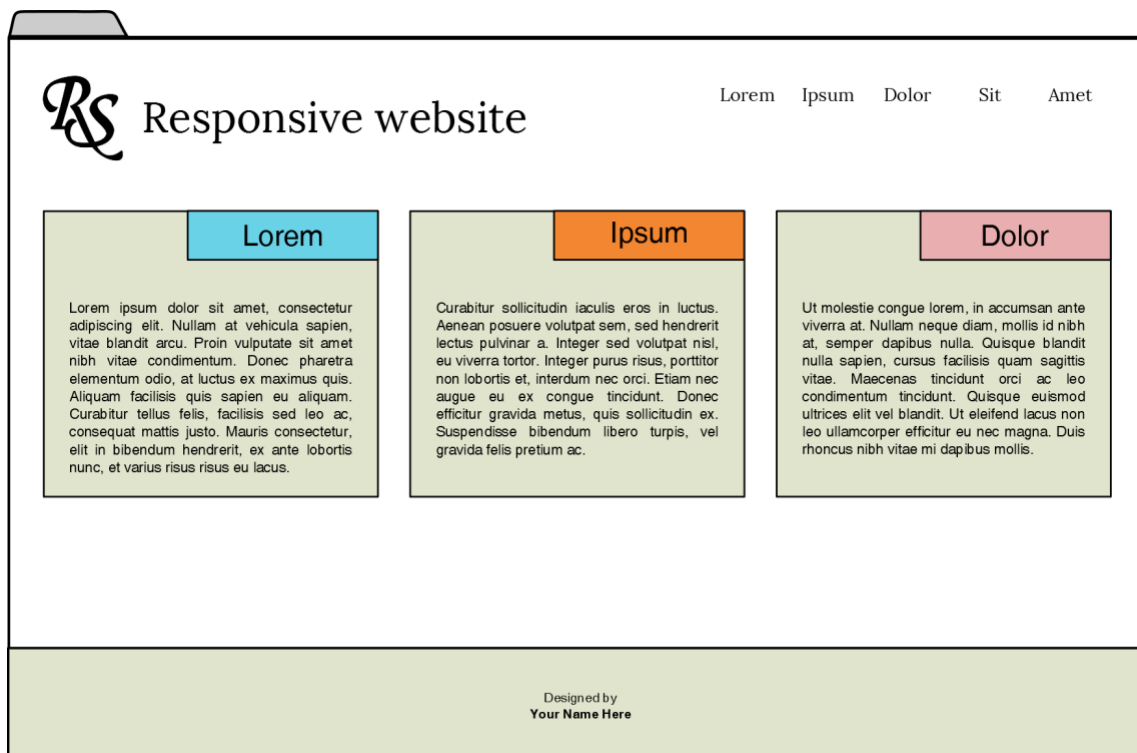 RS
Responsive website
Lorem Ipsum Dolor Sit Amet
Lorem
Lorem ipsum dolor sit amet, consectetur
adipiscing elit. Nullam at vehicula sapien,
vitae blandit arcu. Proin vulputate sit amet
nibh vitae condimentum. Donec pharetra
elementum odio, at luctus ex maximus quis.
Aliquam facilisis quis sapien eu aliquam.
Curabitur tellus felis, facilisis sed leo ac,
consequat mattis justo. Mauris consectetur,
elit in bibendum hendrerit, ex ante lobortis
nunc, et varius risus risus eu lacus.
Ipsum
Curabitur sollicitudin iaculis eros in luctus.
Aenean posuere volutpat sem, sed hendrerit
lectus pulvinar a. Integer sed volutpat nisl,
eu viverra tortor. Integer purus risus, porttitor
non lobortis et, interdum nec orci. Etiam nec
augue eu ex congue tincidunt. Donec
efficitur gravida metus, quis sollicitudin ex.
Suspendisse bibendum libero turpis, vel
gravida felis pretium ac.
Dolor
Ut molestie congue lorem, in accumsan ante
viverra at. Nullam neque diam, mollis id nibh
at, semper dapibus nulla. Quisque blandit
nulla sapien, cursus facilisis quam sagittis
vitae. Maecenas tincidunt orci ac leo
condimentum tincidunt. Quisque euismod
ultrices elit vel blandit. Ut eleifend lacus non
leo ullamcorper efficitur eu nec magna. Duis
rhoncus nibh vitae mi dapibus mollis.
Designed by
Your Name Here